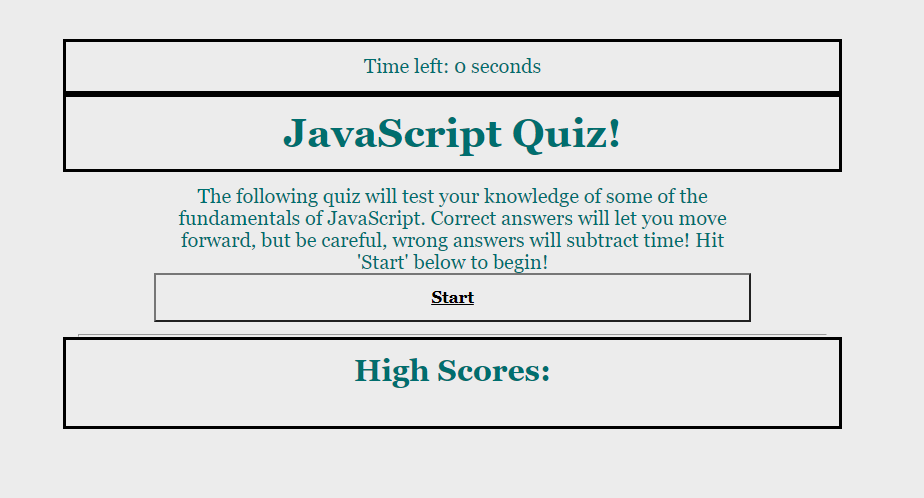 Time left: 0 seconds
JavaScript Quiz!
The following quiz will test your knowledge of some of the
fundamentals of JavaScript. Correct answers will let you move
forward, but be careful, wrong answers will subtract time! Hit
'Start' below to begin!
Start
High Scores: